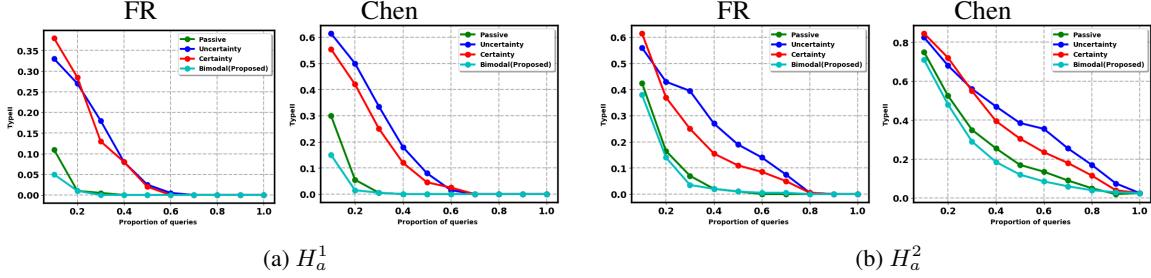 FR
Chen
FR
Chen
TypeII
0.35
0.30
0.25
0.20
0.15
0.10
0.05
0.00
0.2 0.4 0.6 0.8 1.0
Proportion of queries
Passive
Uncertainty
Certainty
Bimodal(Proposed)
TypeII
0.6
0.5
0.4
0.3
0.2
0.1
0.0
0.2 0.4 0.6 0.8 1.0
Proportion of queries
Passive
Uncertainty
Certainty
Bimodal(Proposed)
TypeII
0.6
0.5
0.4
0.3
0.2
0.1
0.0
0.2 0.4 0.6 0.8 1.0
Proportion of queries
Passive
Uncertainty
Certainty
Bimodal(Proposed)
TypeII
0.8
0.6
0.4
0.2
0.0
0.2 0.4 0.6 0.8 1.0
Proportion of queries
Passive
Uncertainty
Certainty
Bimodal(Proposed)
(a) $H_a^1$
(b) $H_a^2$